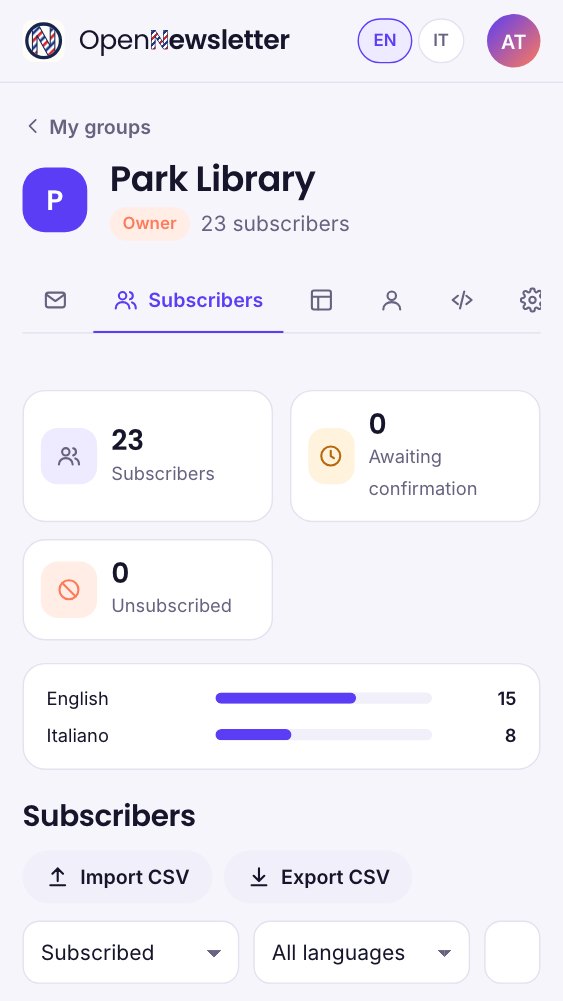 OpenNewsletter
EN
IT
AT
My groups
P
Park Library
Owner
23 subscribers
Subscribers
23
Subscribers
0
Awaiting
confirmation
0
Unsubscribed
English
15
Italiano
8
Subscribers
Import CSV
Export CSV
Subscribed
All languages